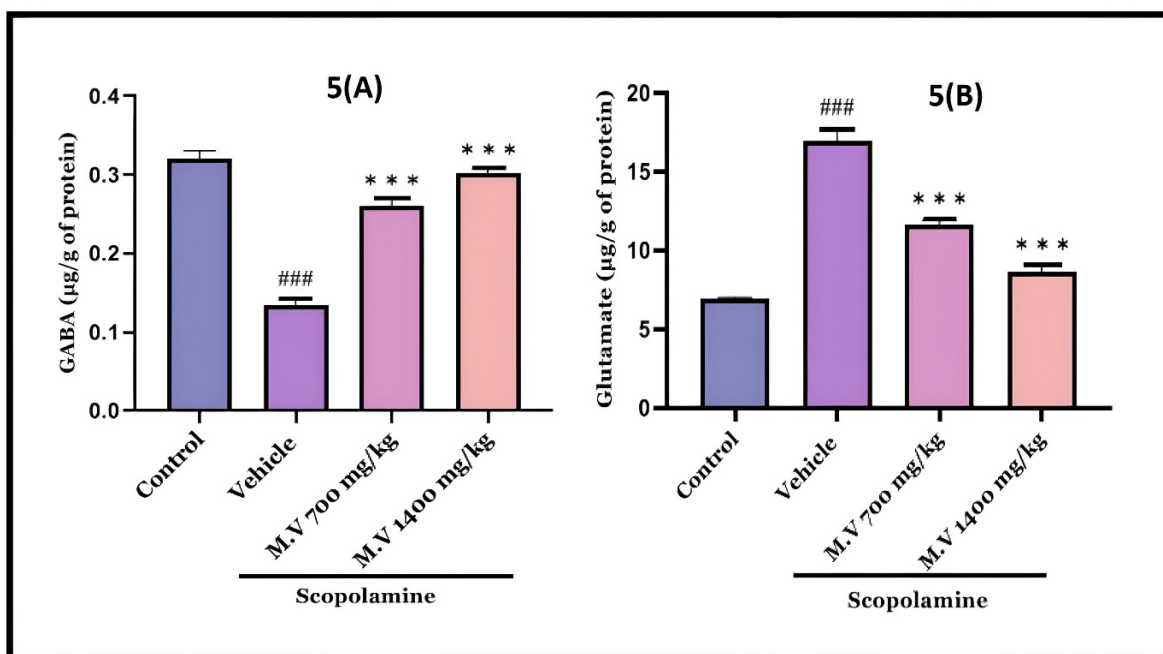 5(A)
GABA (µg/g of protein)
0.4
0.3
0.2
0.1
0.0
###
* * *
* * *
Control
Vehicle
M.V 700 mg/kg
M.V 1400 mg/kg
Scopolamine
5(B)
Glutamate (µg/g of protein)
20
15
10
5
0
###
* * *
* * *
Control
Vehicle
M.V 700 mg/kg
M.V 1400 mg/kg
Scopolamine